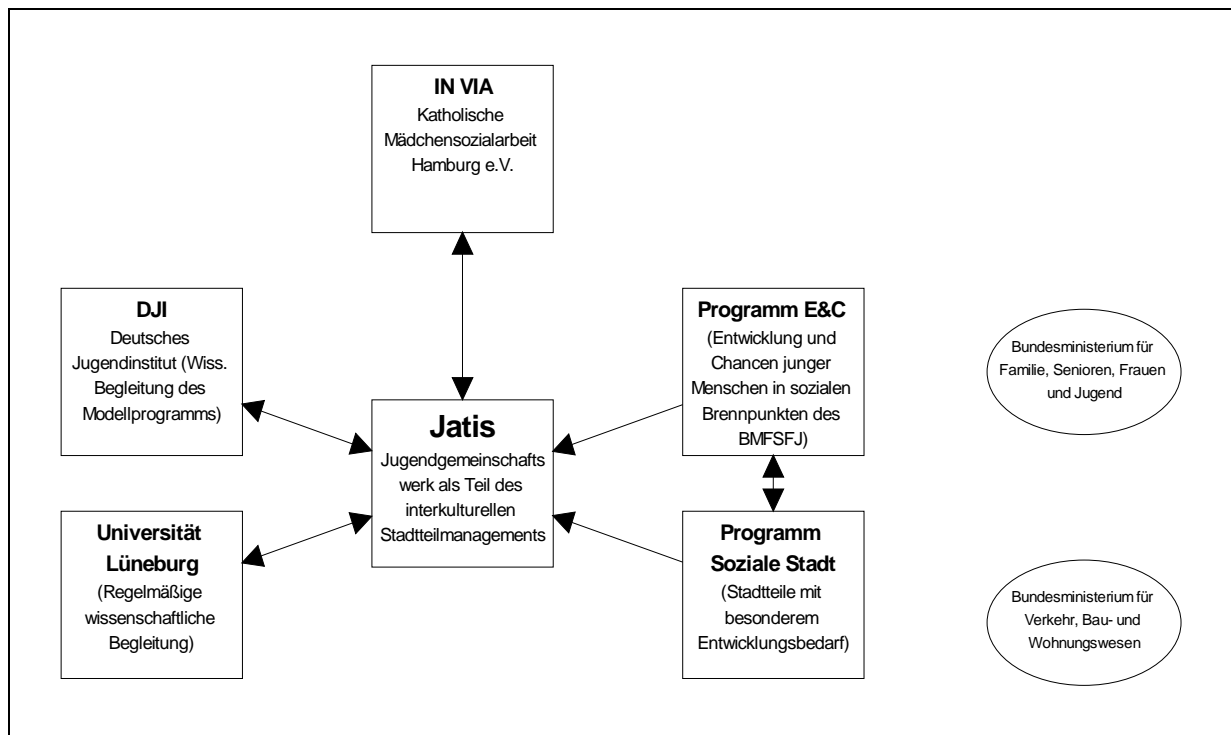 IN VIA
Katholische
Mädchensozialarbeit
Hamburg e.V.
DJI
Deutsches
Jugendinstitut (Wiss.
Begleitung des
Modellprogramms)
Programm E&C
(Entwicklung und
Chancen junger
Menschen in sozialen
Brennpunkten des
BMFSFJ)
Bundesministerium für
Familie, Senioren, Frauen
und Jugend
Jatis
Jugendgemeinschafts
werk als Teil des
interkulturellen
Stadtteilmanagements
Universität
Lüneburg
(Regelmäßige
wissenschaftliche
Begleitung)
Programm
Soziale Stadt
(Stadtteile mit
besonderem
Entwicklungsbedarf)
Bundesministerium für
Verkehr, Bau- und
Wohnungswesen